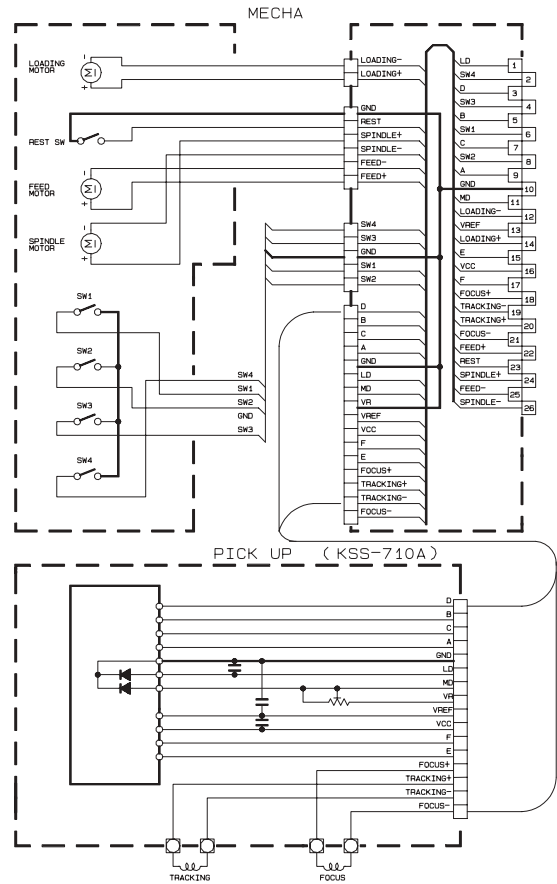 MECHA
LOADING
MOTOR
-
+
REST SW
FEED
MOTOR
-
+
SPINDLE
MOTOR
-
+
SW1
SW2
SW3
SW4
SW4
SW1
SW2
GND
SW3
LOADING-
LOADING+
GND
REST
SPINDLE+
SPINDLE-
FEED-
FEED+
SW4
SW3
GND
SW1
SW2
D
B
C
A
GND
LD
MD
VR
VREF
VCC
F
E
FOCUS+
TRACKING+
TRACKING-
FOCUS-
LD 1
SW4 2
D 3
SW3 4
B 5
SW1 6
C 7
SW2 8
A 9
GND 10
MD 11
LOADING- 12
VREF 13
LOADING+ 14
E 15
VCC 16
F 17
FOCUS+ 18
TRACKING- 19
TRACKING+ 20
FOCUS- 21
FEED+ 22
REST 23
SPINDLE+ 24
FEED- 25
SPINDLE- 26
PICK UP (KSS-710A)
D
B
C
A
GND
LD
MD
VR
VREF
VCC
F
E
FOCUS+
TRACKING+
TRACKING-
FOCUS-
TRACKING
FOCUS